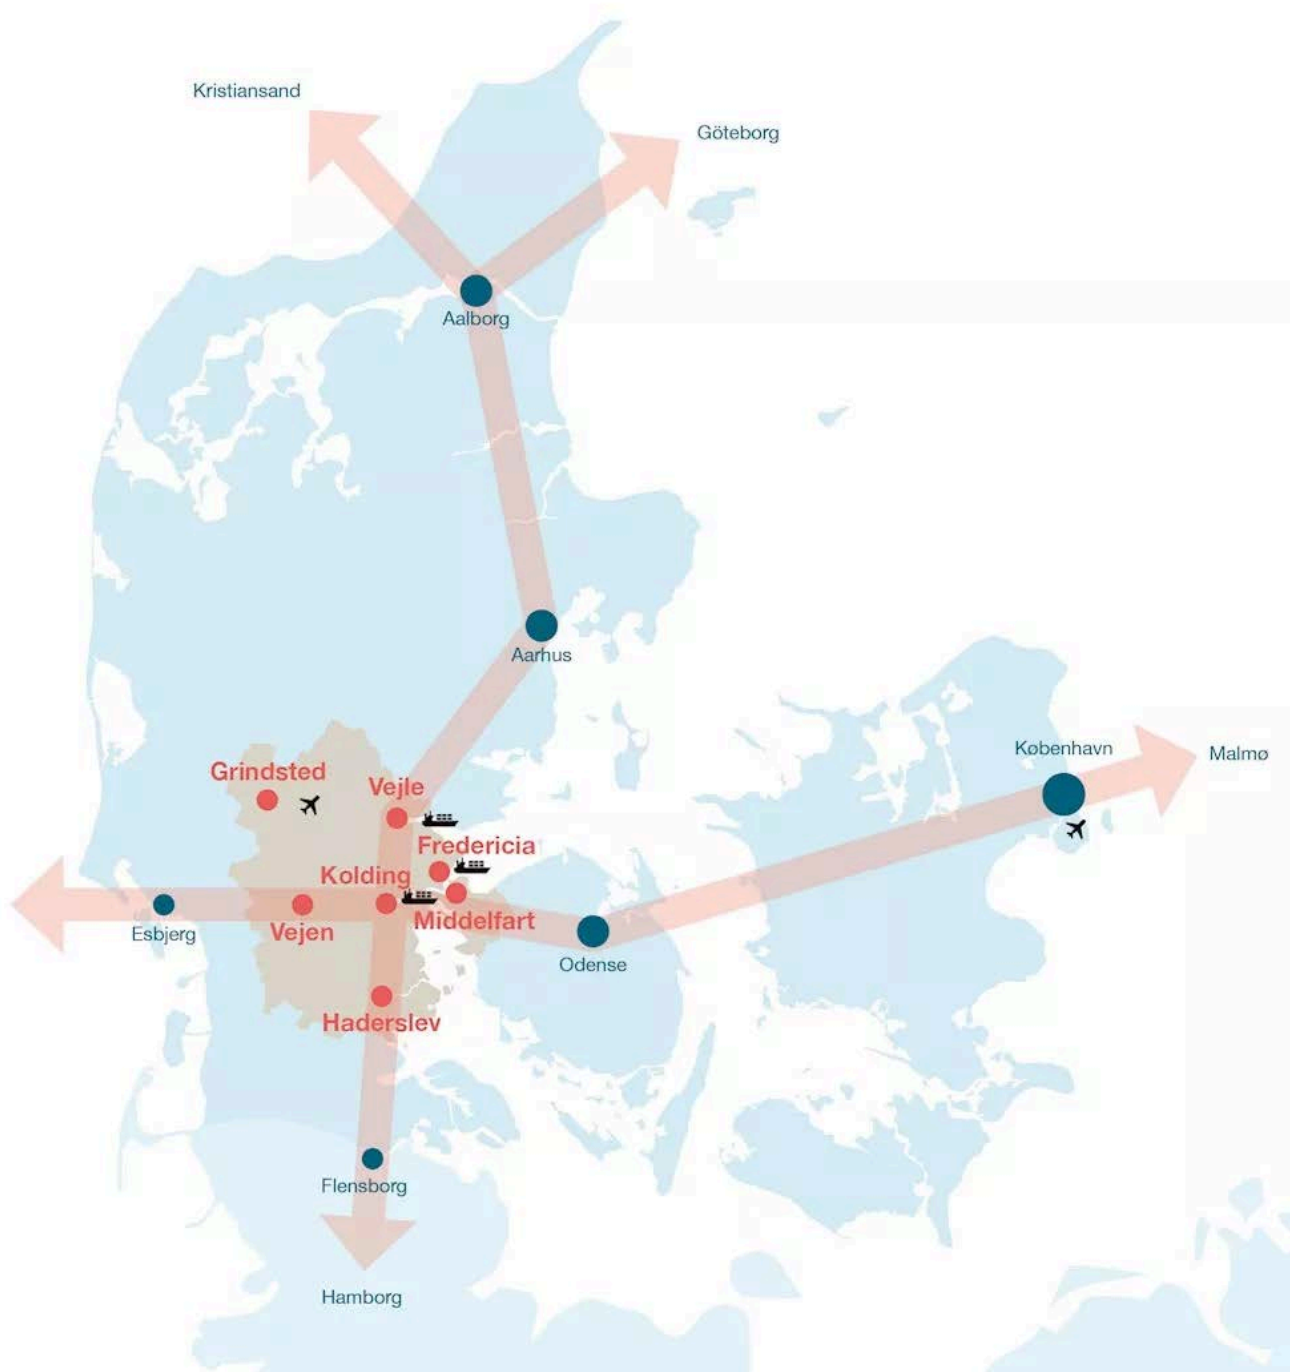 Kristiansand
Göteborg
Aalborg
Aarhus
København
Malmø
Grindsted
Vejle
Fredericia
Kolding
Middelfart
Esbjerg
Vejen
Odense
Haderslev
Flensborg
Hamborg